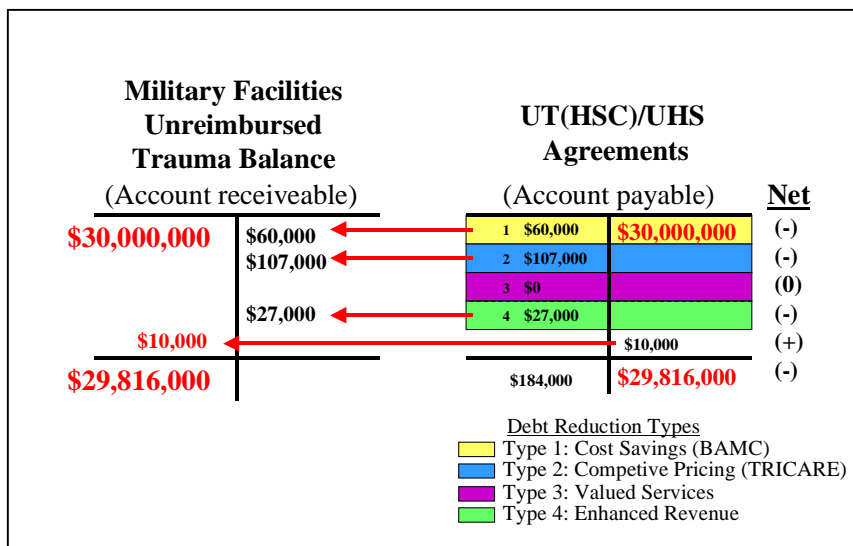 Military Facilities
Unreimbursed
Trauma Balance
(Account receiveable)
UT(HSC)/UHS
Agreements
(Account payable)
Net
$30,000,000 $60,000 1 $60,000 $30,000,000 (-)
$107,000 2 $107,000 (-)
3 $0 (0)
$27,000 4 $27,000 (-)
$10,000 $10,000 (+)
$29,816,000 $184,000 $29,816,000 (-)
Debt Reduction Types
Type 1: Cost Savings (BAMC)
Type 2: Competive Pricing (TRICARE)
Type 3: Valued Services
Type 4: Enhanced Revenue